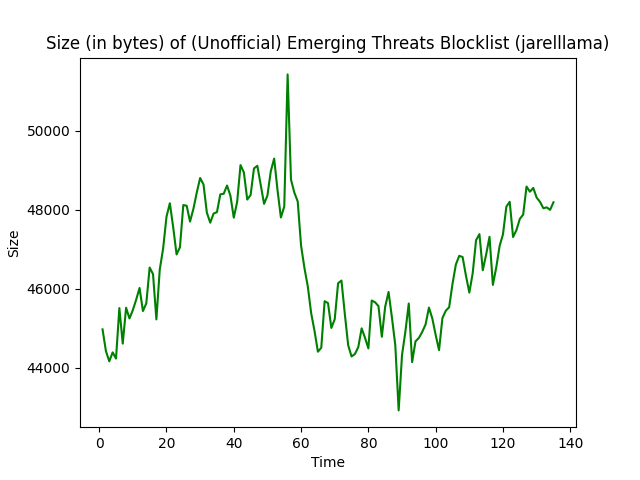 Size (in bytes) of (Unofficial) Emerging Threats Blocklist (jarelllama)
50000
48000
46000
44000
Size
0 20 40 60 80 100 120 140
Time